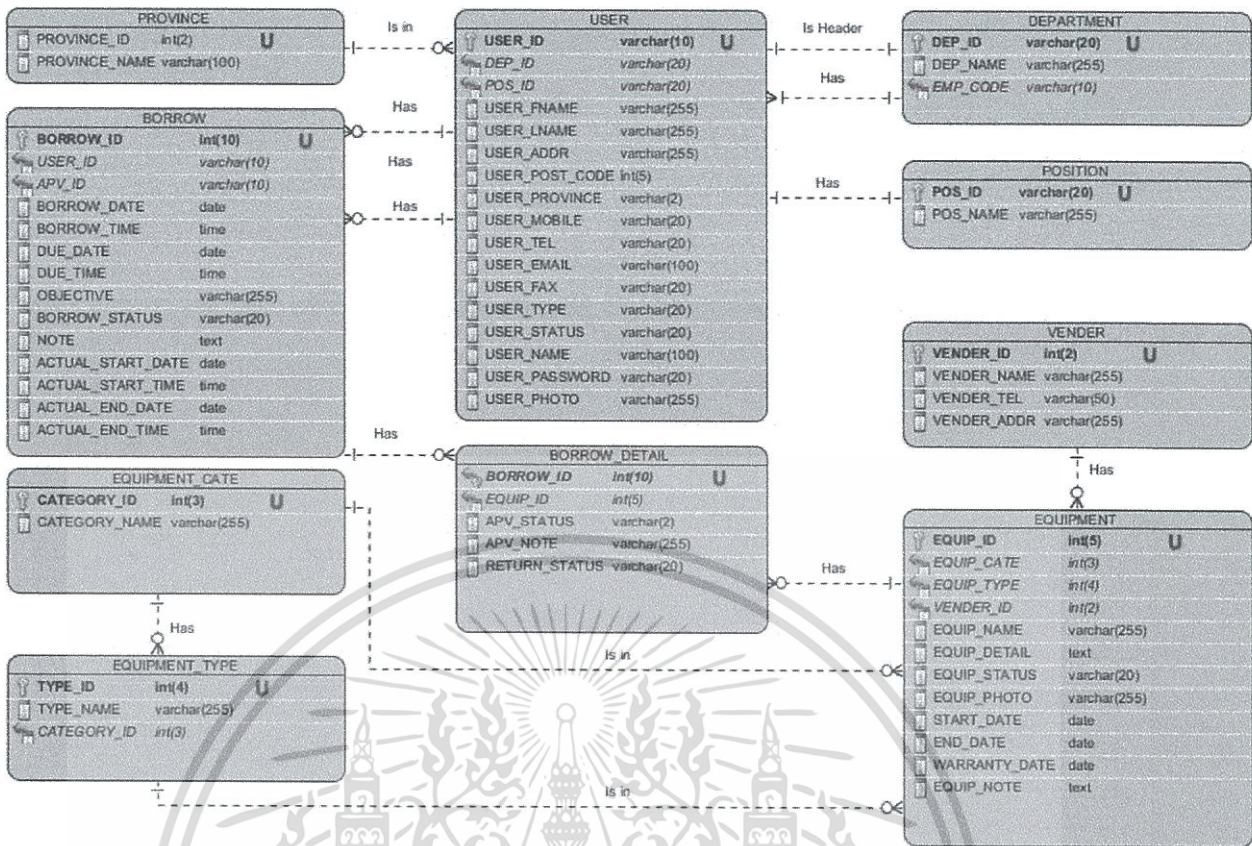 PROVINCE
PROVINCE_ID int(2) U
PROVINCE_NAME varchar(100)
Is in
USER
USER_ID varchar(10) U
DEP_ID varchar(20)
POS_ID varchar(20)
USER_FNAME varchar(255)
USER_LNAME varchar(255)
USER_ADDR varchar(255)
USER_POST_CODE int(5)
USER_PROVINCE varchar(2)
USER_MOBILE varchar(20)
USER_TEL varchar(20)
USER_EMAIL varchar(100)
USER_FAX varchar(20)
USER_TYPE varchar(20)
USER_STATUS varchar(20)
USER_NAME varchar(100)
USER_PASSWORD varchar(20)
USER_PHOTO varchar(255)
Is Header
Has
DEPARTMENT
DEP_ID varchar(20) U
DEP_NAME varchar(255)
EMP_CODE varchar(10)
BORROW
BORROW_ID int(10) U
USER_ID varchar(10)
APV_ID varchar(10)
BORROW_DATE date
BORROW_TIME time
DUE_DATE date
DUE_TIME time
OBJECTIVE varchar(255)
BORROW_STATUS varchar(20)
NOTE text
ACTUAL_START_DATE date
ACTUAL_START_TIME time
ACTUAL_END_DATE date
ACTUAL_END_TIME time
Has
Has
Has
Has
POSITION
POS_ID varchar(20) U
POS_NAME varchar(255)
VENDER
VENDER_ID int(2) U
VENDER_NAME varchar(255)
VENDER_TEL varchar(50)
VENDER_ADDR varchar(255)
Has
Has
EQUIPMENT_CATE
CATEGORY_ID int(3) U
CATEGORY_NAME varchar(255)
BORROW_DETAIL
BORROW_ID int(10) U
EQUIP_ID int(5)
APV_STATUS varchar(2)
APV_NOTE varchar(255)
RETURN_STATUS varchar(20)
Has
EQUIPMENT
EQUIP_ID int(5) U
EQUIP_CATE int(3)
EQUIP_TYPE int(4)
VENDER_ID int(2)
EQUIP_NAME varchar(255)
EQUIP_DETAIL text
EQUIP_STATUS varchar(20)
EQUIP_PHOTO varchar(255)
START_DATE date
END_DATE date
WARRANTY_DATE date
EQUIP_NOTE text
Has
Is in
EQUIPMENT_TYPE
TYPE_ID int(4) U
TYPE_NAME varchar(255)
CATEGORY_ID int(3)
Is in